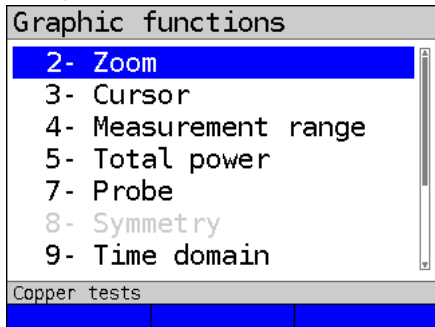 Graphic functions
2- Zoom
3- Cursor
4- Measurement range
5- Total power
7- Probe
8- Symmetry
9- Time domain
Copper tests